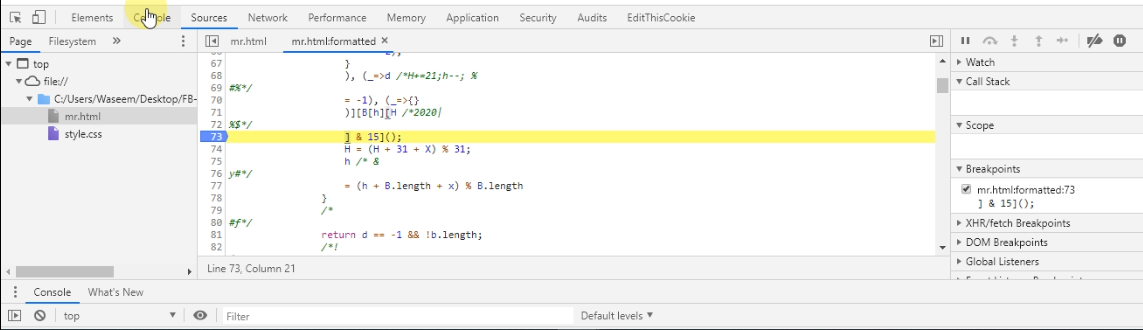 Elements Console Sources Network Performance Memory Application Security Audits EditThisCookie
Page Filesystem » mr.html mr.html:formatted ×
top
file://
C:/Users/Waseem/Desktop/FB-
mr.html
style.css
67 }
68 ), (_=>d /*H+=21;h--; %
69 #%*/
70 = -1), (_=>{}
71 )][B[h][H /*2020|
72 %$*/
73 ] & 15]();
74 H = (H + 31 + X) % 31;
75 h /* &
76 y#*/
77 = (h + B.length + x) % B.length
78 }
79 /*
80 #f*/
81 return d == -1 && !b.length;
82 /*!
Line 73, Column 21
Watch
Call Stack
Scope
Breakpoints
mr.html:formatted:73
] & 15]();
XHR/fetch Breakpoints
DOM Breakpoints
Global Listeners
Console What's New
top Filter Default levels ▼